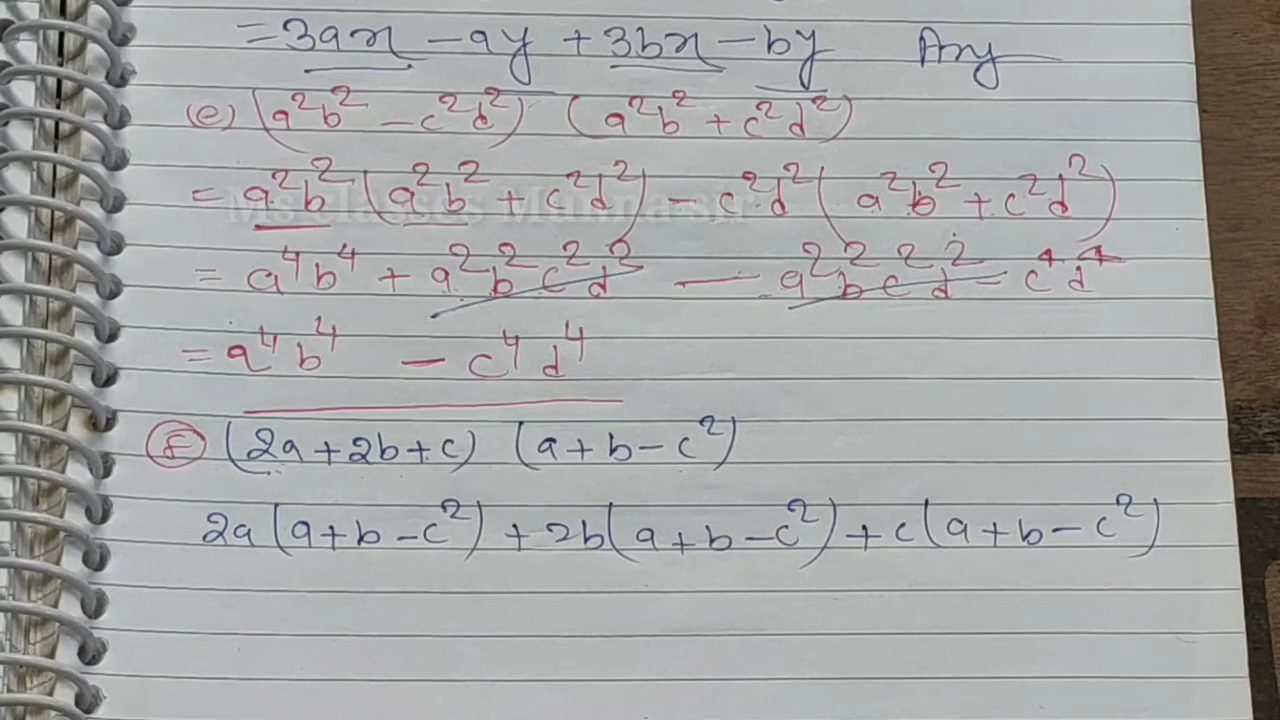 =3ax - ay + 3bx - by Any
(e) (a²b² - c²d²) (a²b² + c²d²)
= a²b² (a²b² + c²d²) - c²d² (a²b² + c²d²)
= a⁴b⁴ + a²b²c²d² - a²b²c²d² - c⁴d⁴
= a⁴b⁴ - c⁴d⁴
(f) (2a+2b+c) (a+b-c²)
2a(a+b-c²) + 2b(a+b-c²) + c(a+b-c²)